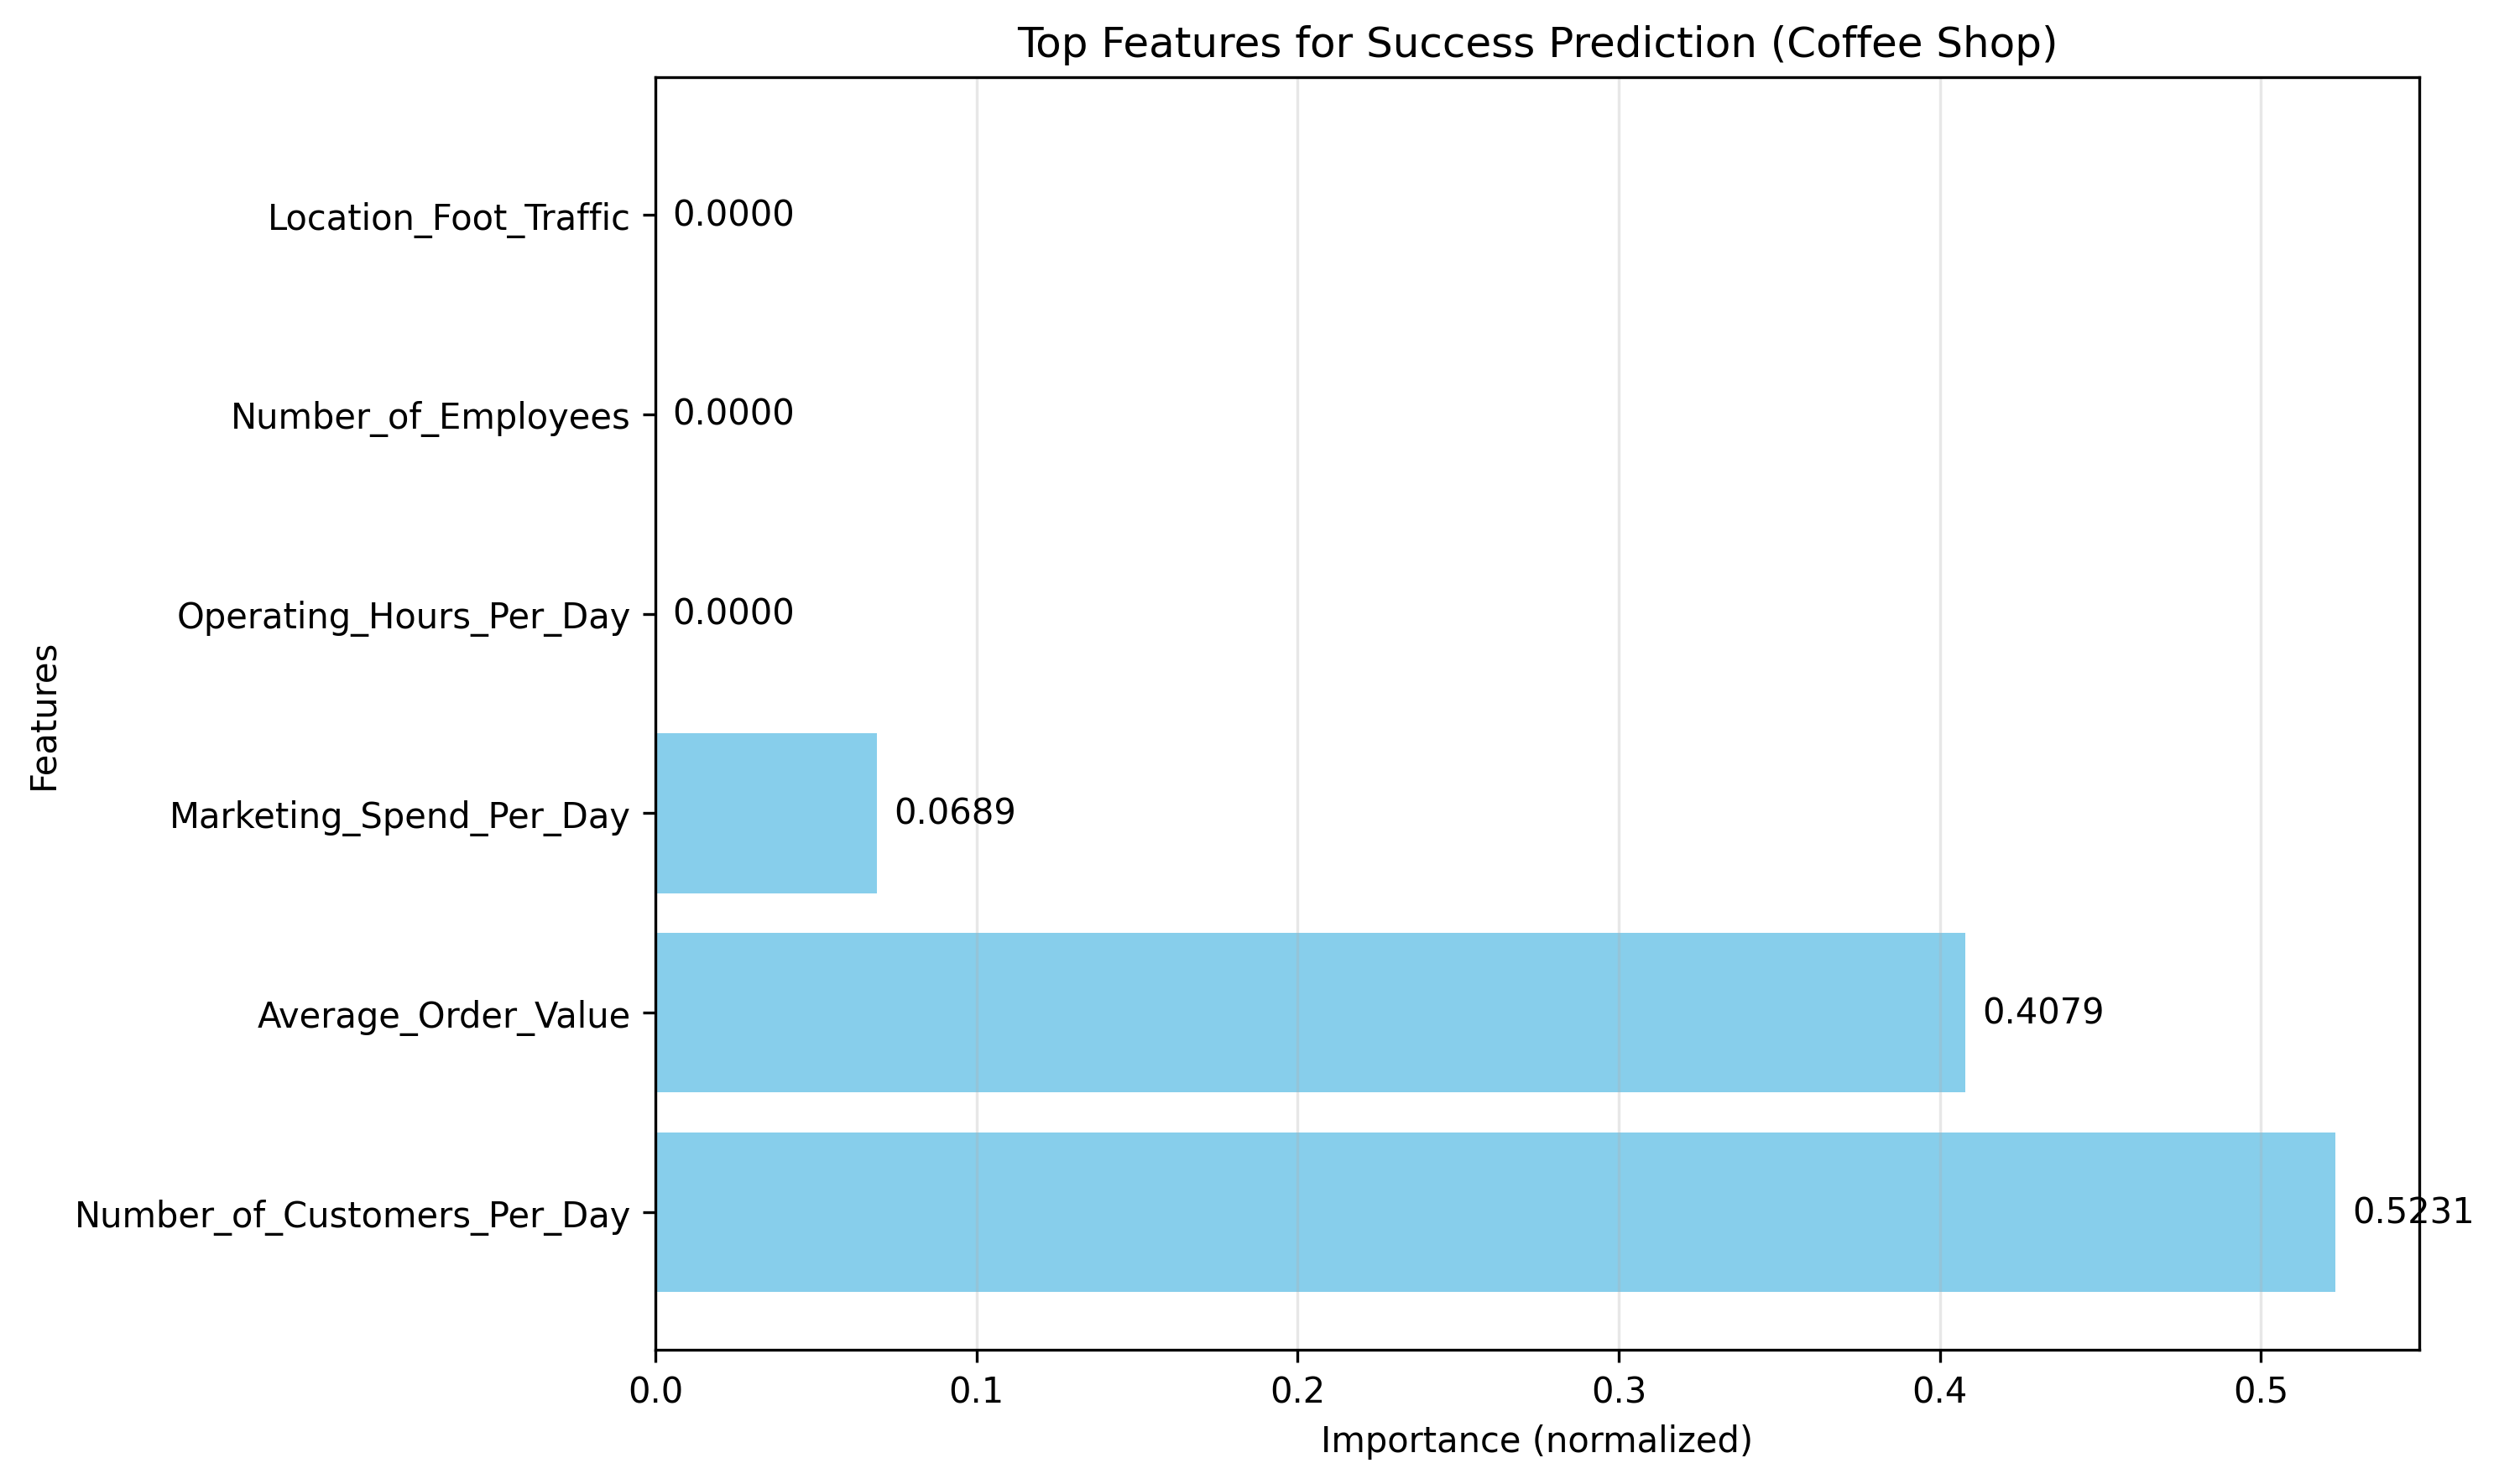 Top Features for Success Prediction (Coffee Shop)
Features
Location_Foot_Traffic 0.0000
Number_of_Employees 0.0000
Operating_Hours_Per_Day 0.0000
Marketing_Spend_Per_Day 0.0689
Average_Order_Value 0.4079
Number_of_Customers_Per_Day 0.5231
0.0 0.1 0.2 0.3 0.4 0.5
Importance (normalized)